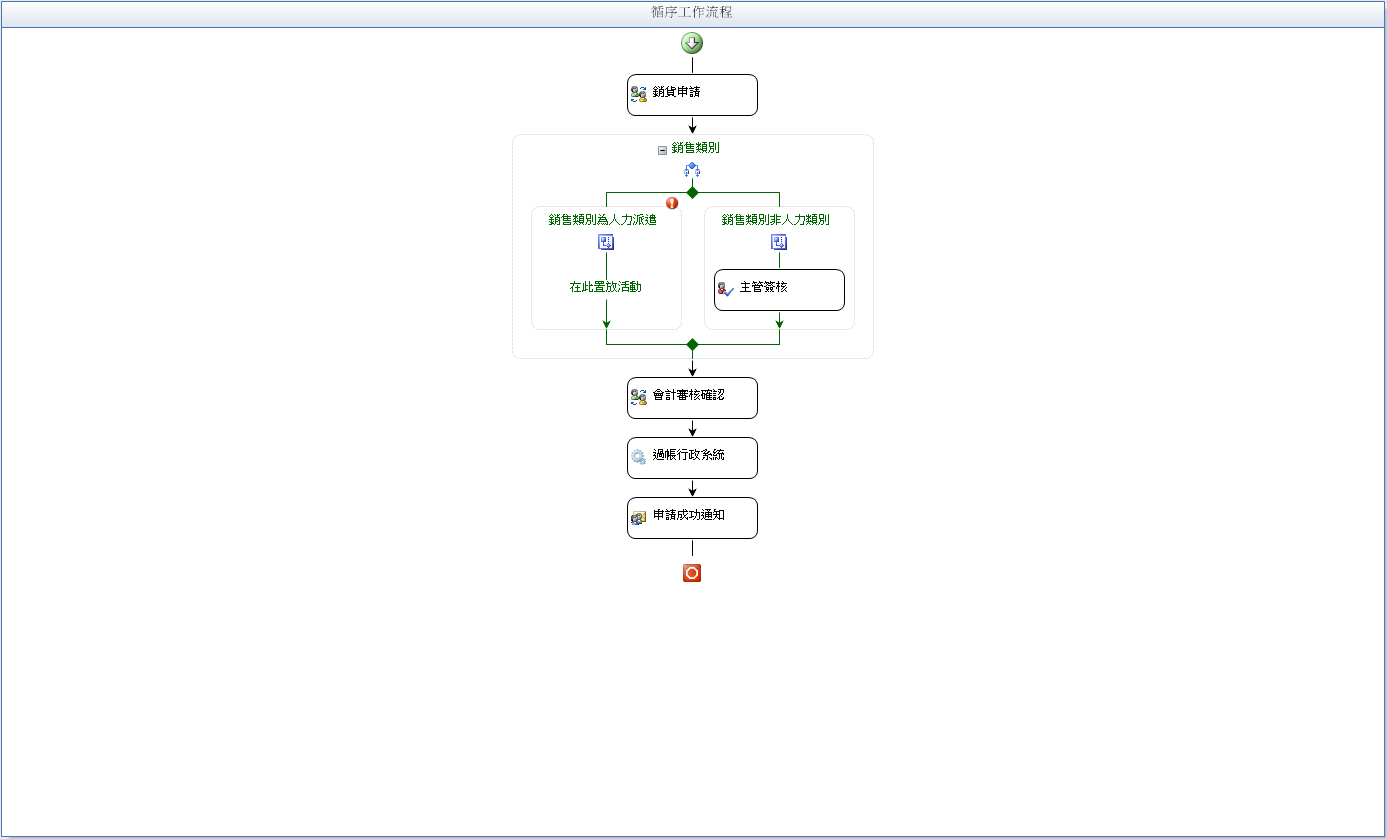 循序工作流程
銷貨申請
銷售類別
銷售類別為人力派遣
銷售類別非人力類別
在此置放活動
主管簽核
會計審核確認
過帳行政系統
申請成功通知